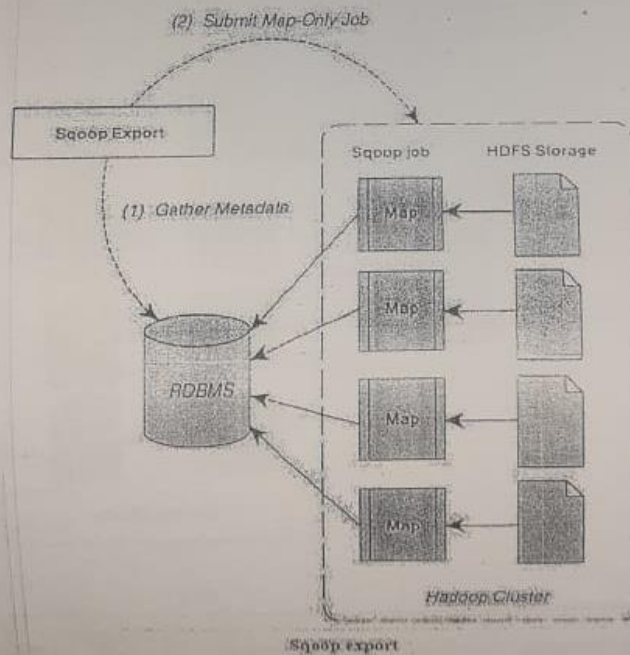 (2) Submit Map-Only Job
Sqoop Export
(1) Gather Metadata
Sqoop job
HDFS Storage
Map
Map
Map
Map
RDBMS
Hadoop Cluster
Sqoop export